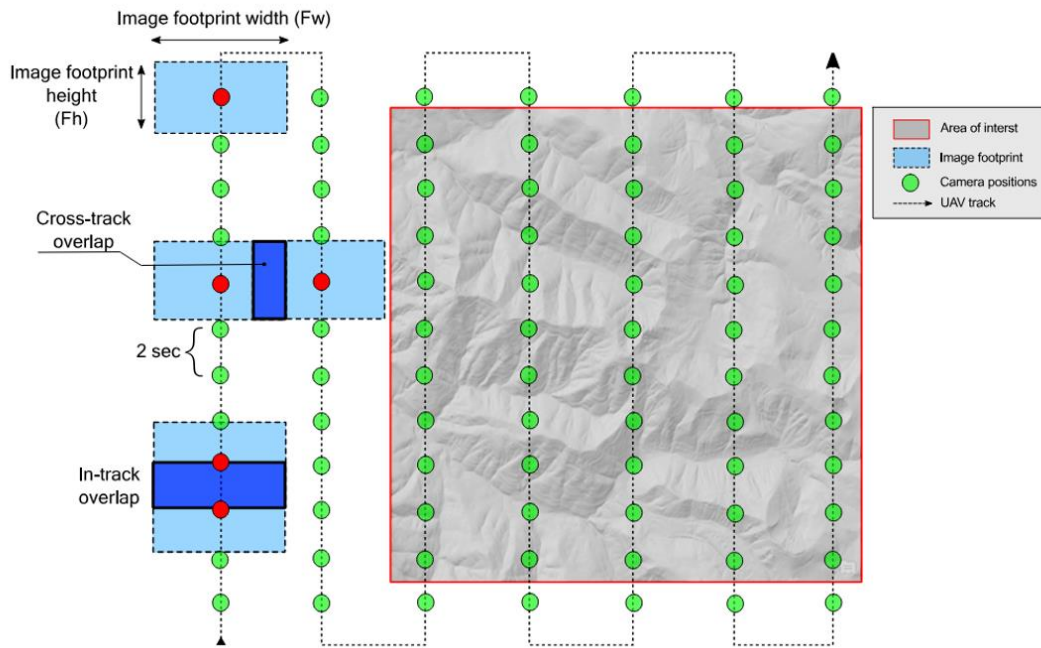 Image footprint width (Fw)
Image footprint
height
(Fh)
Cross-track
overlap
2 sec
In-track
overlap
Area of interst
Image footprint
Camera positions
UAV track